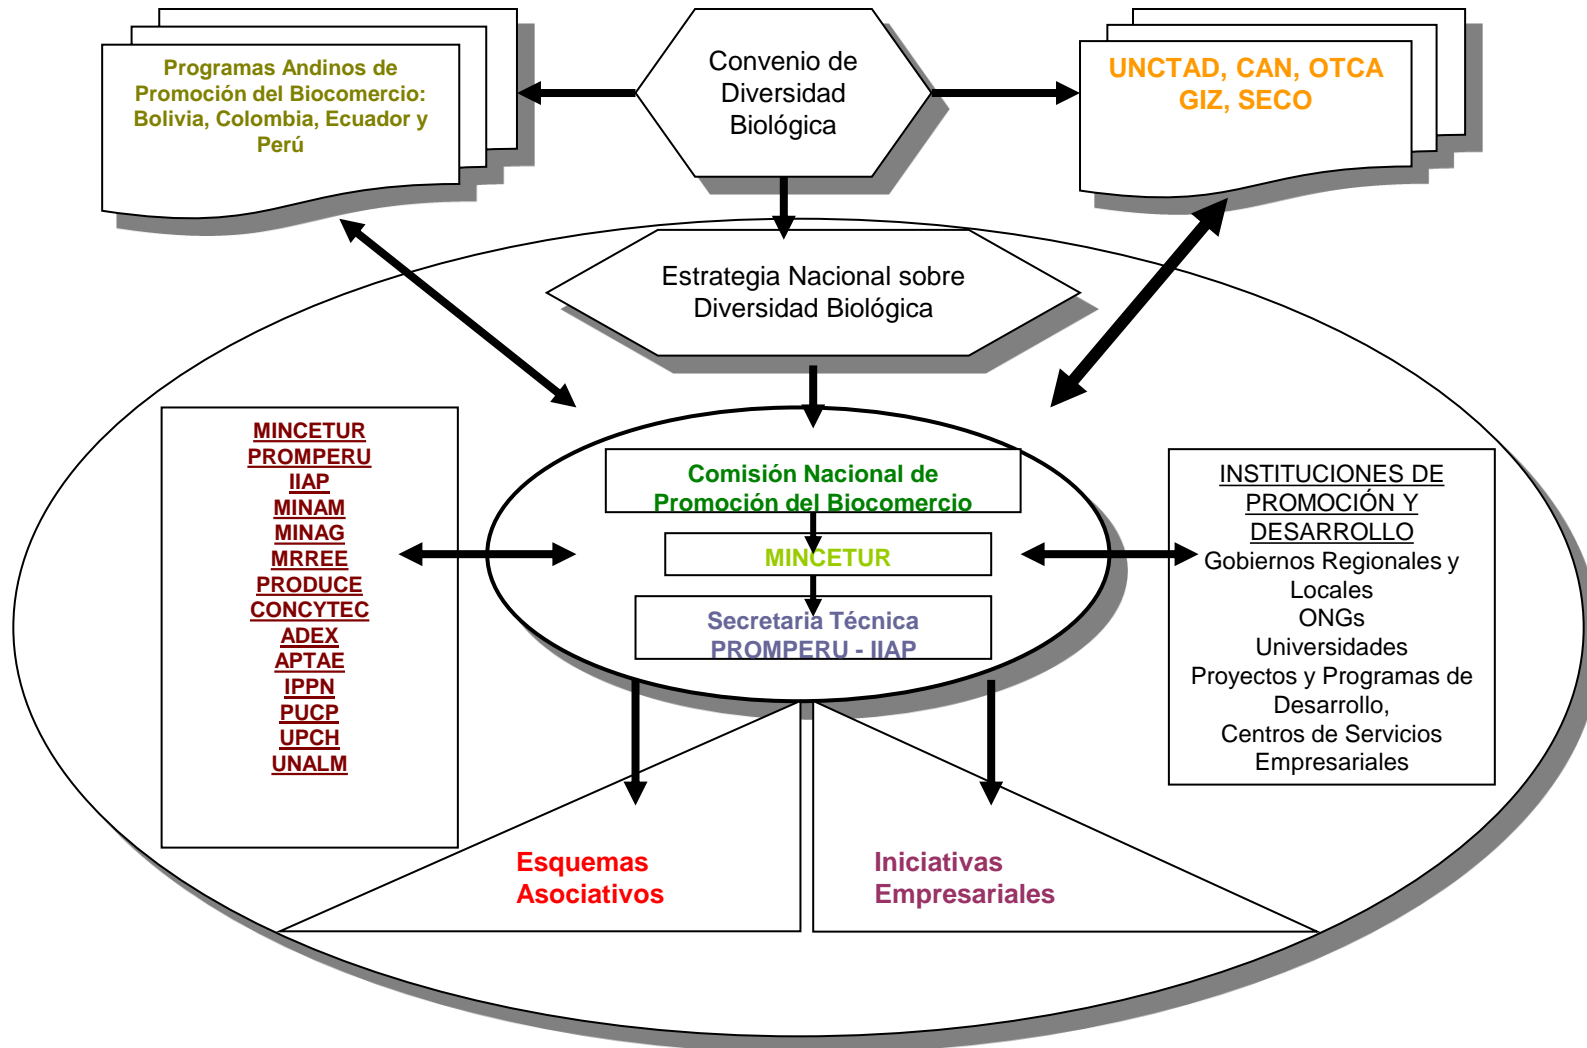 Programas Andinos de
Promoción del Biocomercio:
Bolivia, Colombia, Ecuador y
Perú
Convenio de
Diversidad
Biológica
UNCTAD, CAN, OTCA
GIZ, SECO
Estrategia Nacional sobre
Diversidad Biológica
MINCETUR
PROMPERU
IIAP
MINAM
MINAG
MRREE
PRODUCE
CONCYTEC
ADEX
APTAE
IPPN
PUCP
UPCH
UNALM
Comisión Nacional de
Promoción del Biocomercio
MINCETUR
Secretaria Técnica
PROMPERU - IIAP
INSTITUCIONES DE
PROMOCIÓN Y
DESARROLLO
Gobiernos Regionales y
Locales
ONGs
Universidades
Proyectos y Programas de
Desarrollo,
Centros de Servicios
Empresariales
Esquemas
Asociativos
Iniciativas
Empresariales